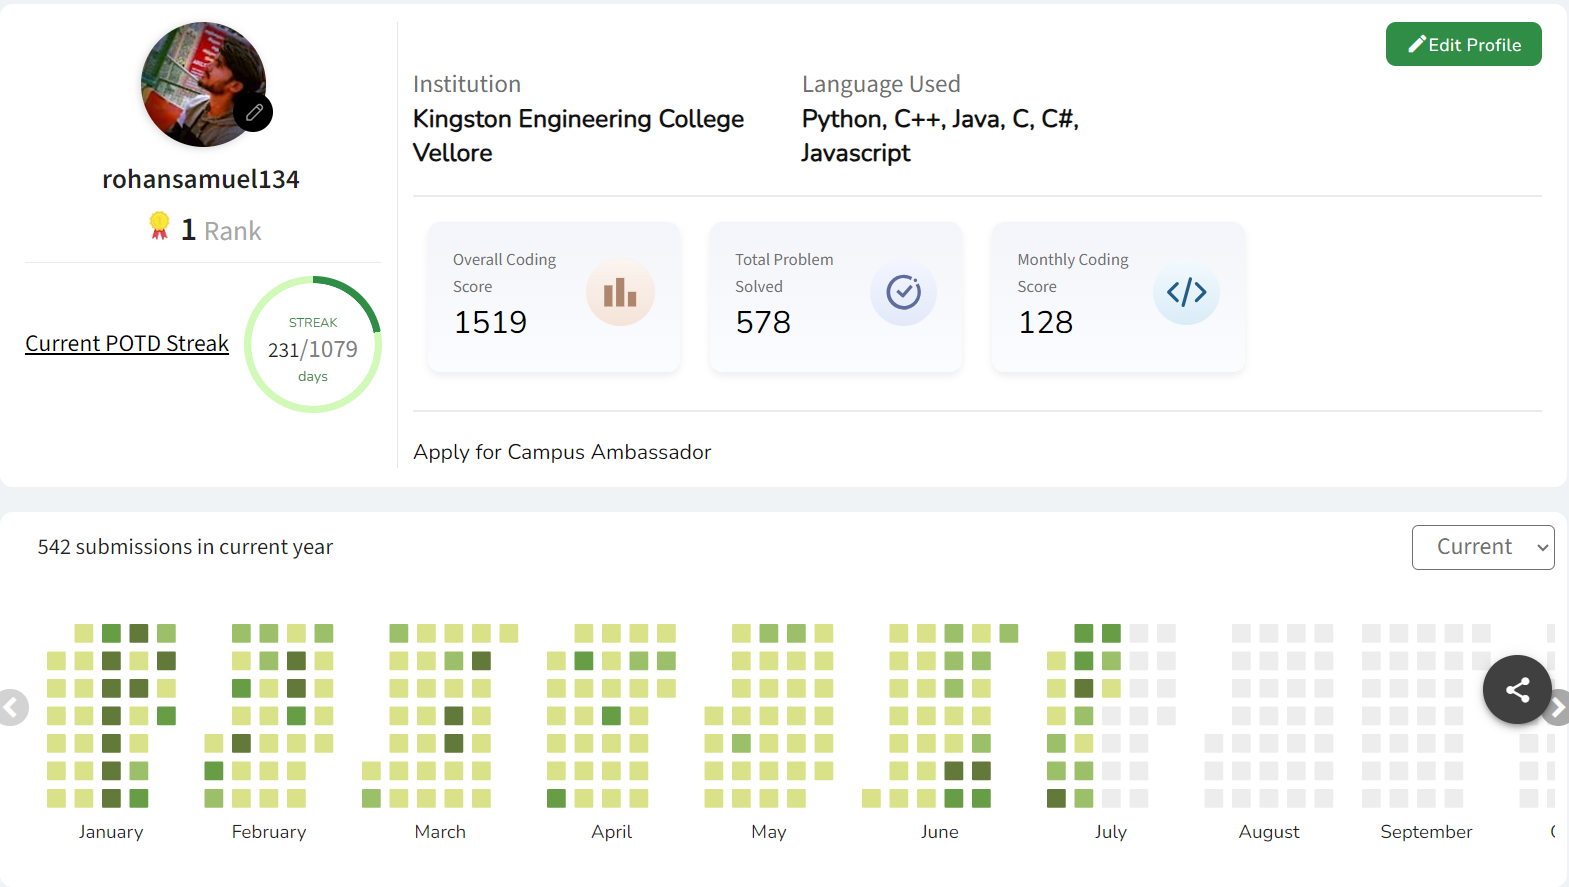 rohansamuel134
1 Rank
Current POTD Streak
STREAK
231/1079
days
Edit Profile
Institution
Kingston Engineering College
Vellore
Language Used
Python, C++, Java, C, C#,
Javascript
Overall Coding
Score
1519
Total Problem
Solved
578
Monthly Coding
Score
128
Apply for Campus Ambassador
542 submissions in current year
Current
January
February
March
April
May
June
July
August
September